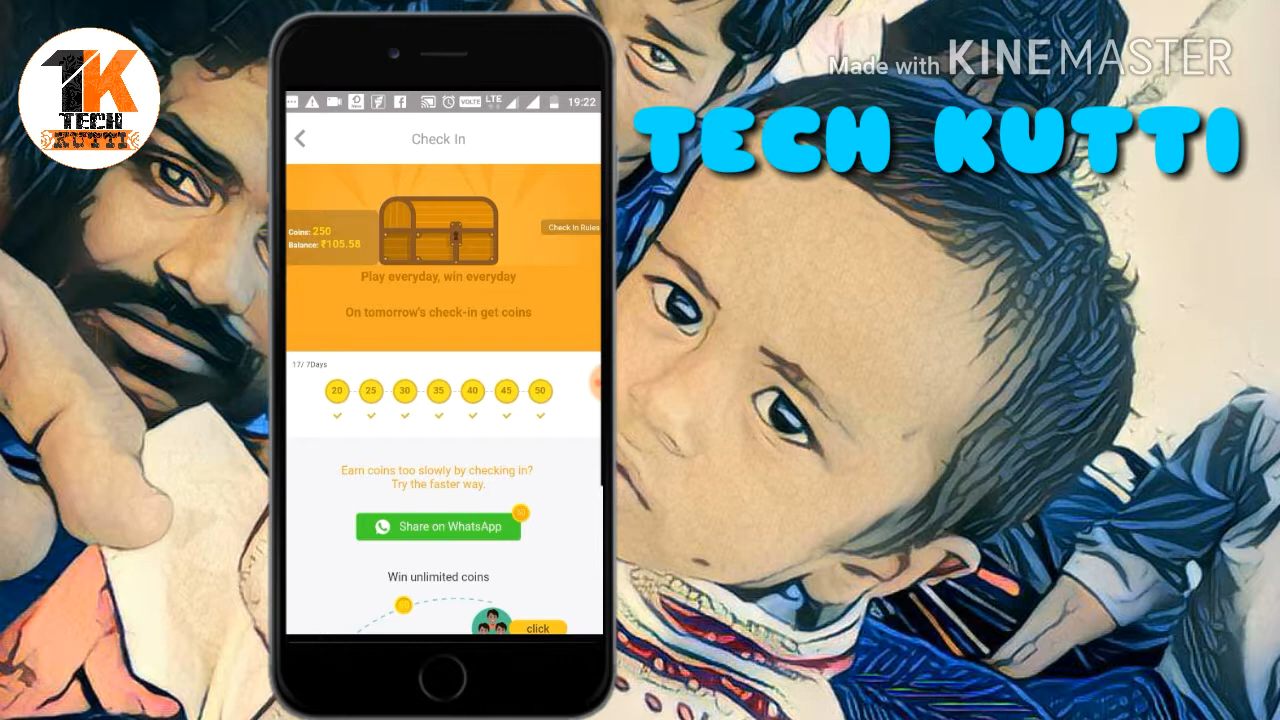 Made with KINEMASTER
TECH KUTTI
1K
TECH
KUTTI
VOLTE LTE 19:22
Check In
Coins: 250
Balance: ₹105.58
Check In Rules
Play everyday, win everyday
On tomorrow's check-in get coins
17/ 7Days
20 25 30 35 40 45 50
Earn coins too slowly by checking in?
Try the faster way.
Share on WhatsApp
Win unlimited coins
click